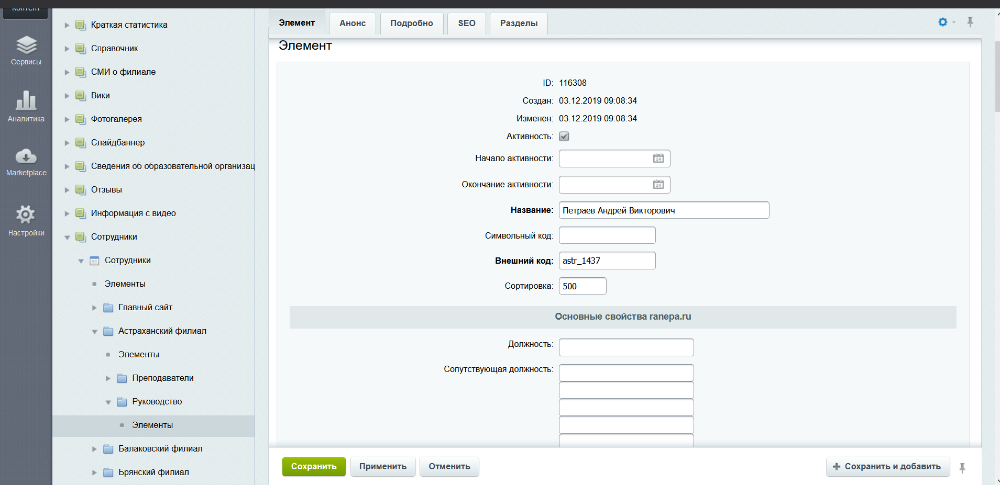 Контент
Сервисы
Аналитика
Marketplace
Настройки
Краткая статистика
Справочник
СМИ о филиале
Вики
Фотогалерея
Слайдбаннер
Сведения об образовательной организац
Отзывы
Информация с видео
Сотрудники
Сотрудники
Элементы
Главный сайт
Астраханский филиал
Элементы
Преподаватели
Руководство
Элементы
Балаковский филиал
Брянский филиал
Элемент Анонс Подробно SEO Разделы
Элемент
ID: 116308
Создан: 03.12.2019 09:08:34
Изменен: 03.12.2019 09:08:34
Активность:
Начало активности: 24
Окончание активности: 24
Название: Петраев Андрей Викторович
Символьный код:
Внешний код: astr_1437
Сортировка: 500
Основные свойства ranepa.ru
Должность:
Сопутствующая должность:
Сохранить Применить Отменить + Сохранить и добавить